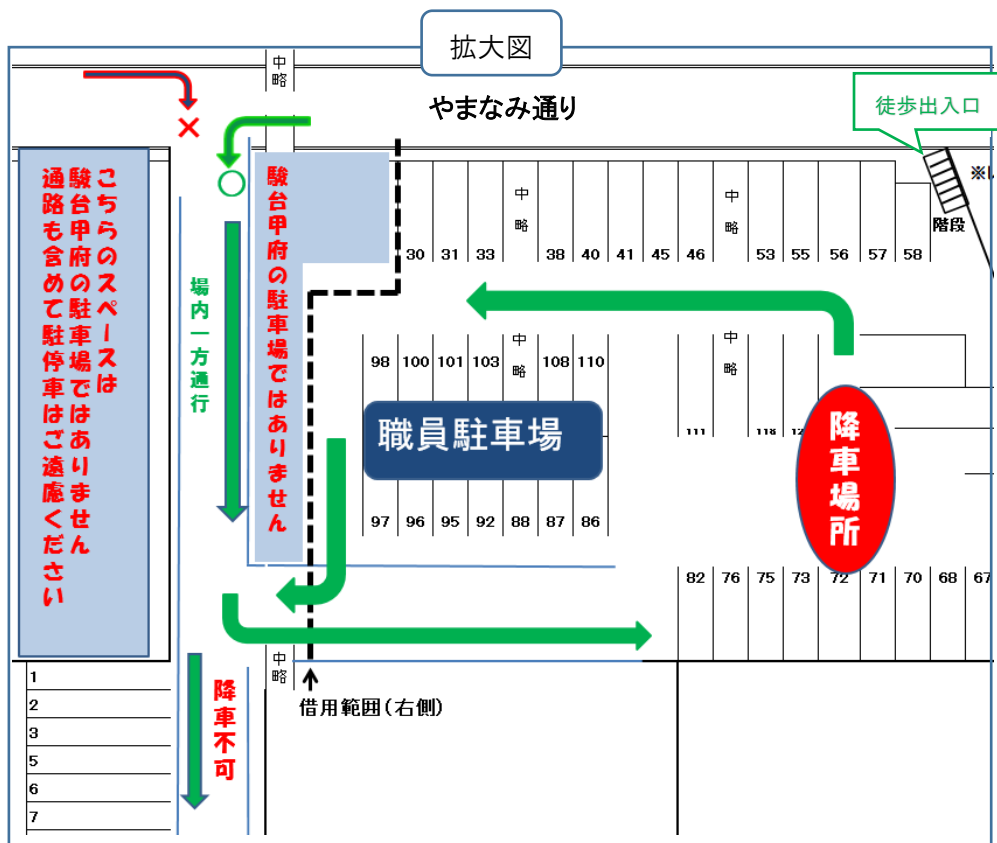 拡大図
中略
やまなみ通り
徒歩出入口
×
○
こちらのスペースは
駿台甲府の駐車場ではありません
通路も含めて駐停車はご遠慮ください
駿台甲府の駐車場ではありません
場内一方通行
中略
中略
階段
30 31 33 38 40 41 45 46 53 55 56 57 58
98 100 101 103 中略 108 110 中略
職員駐車場
111
降車場所
97 96 95 92 88 87 86
82 76 75 73 72 71 70 68 67
中略
借用範囲(右側)
降車不可
1
2
3
5
6
7